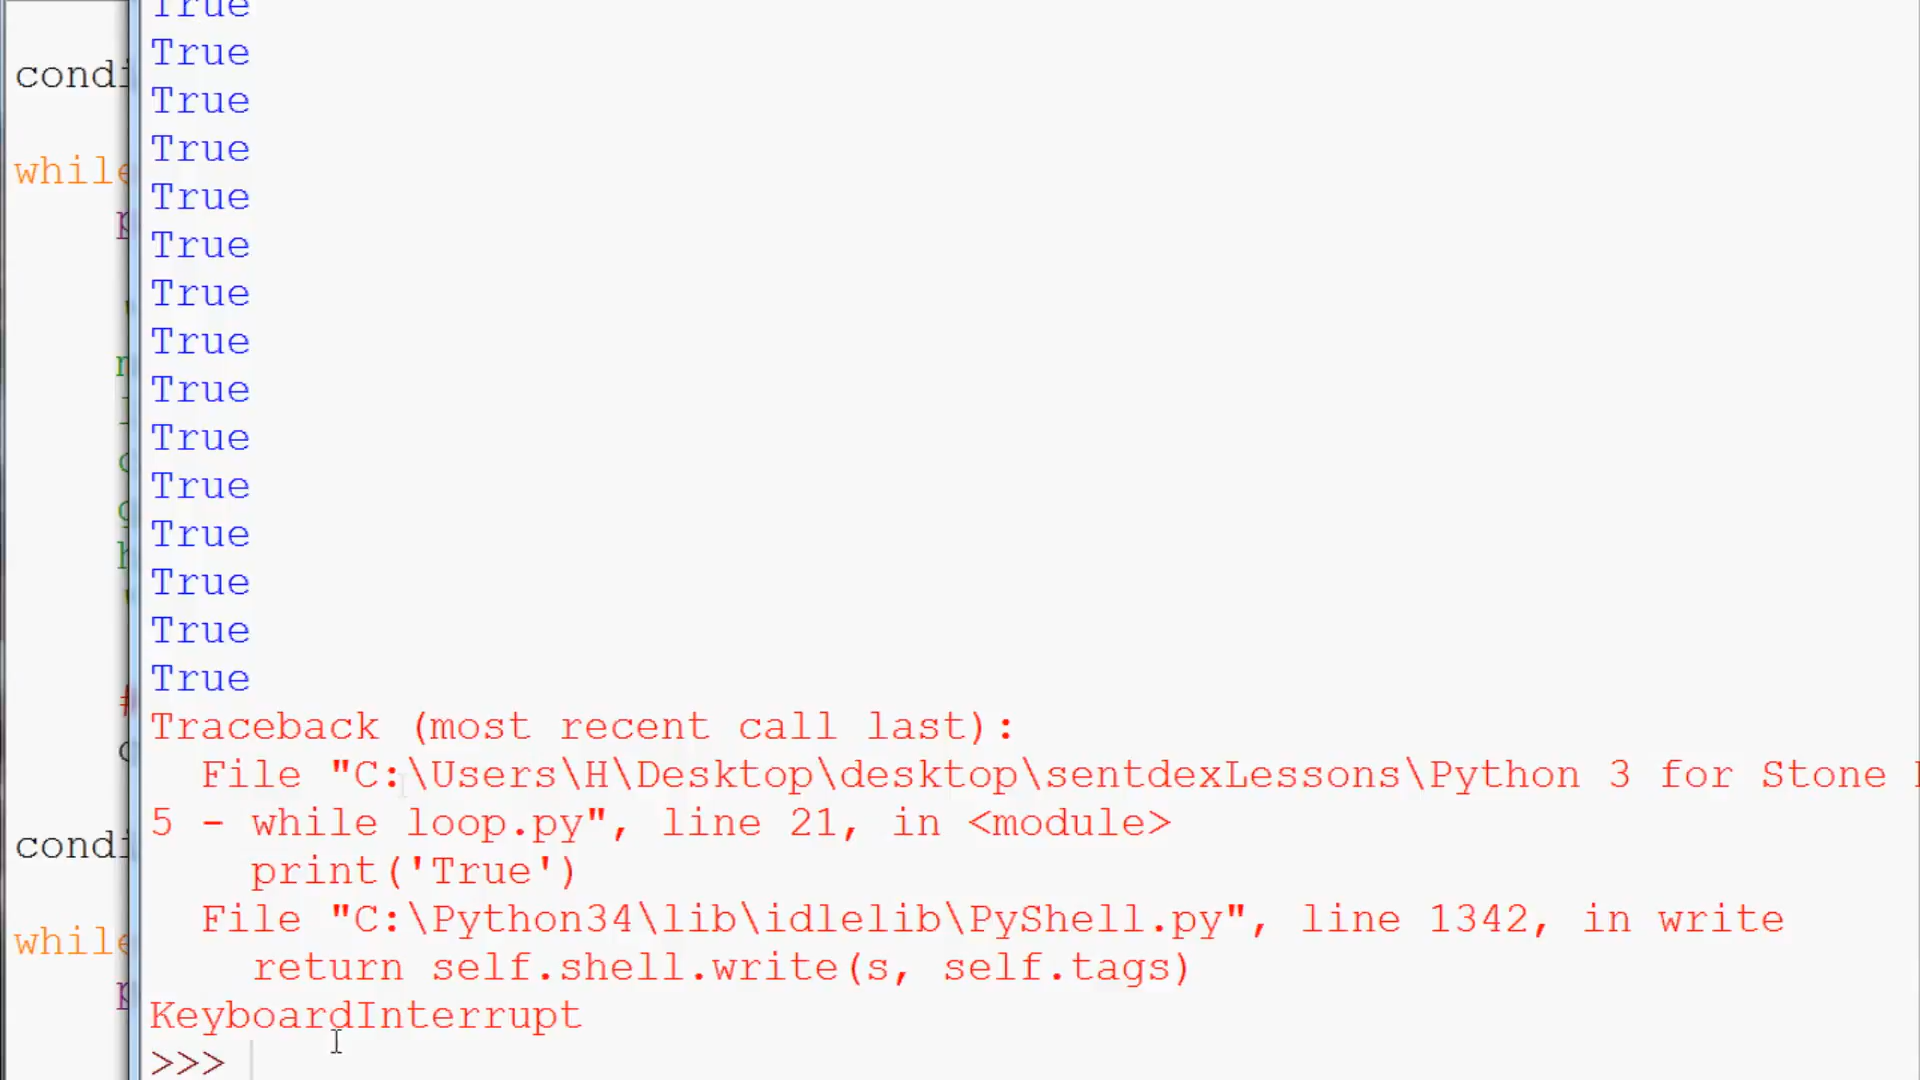 True
condi
True
True
True
while
True
True
True
True
True
True
True
True
True
True
True
Traceback (most recent call last):
File "C:\Users\H\Desktop\desktop\sentdexLessons\Python 3 for Stone
5 - while loop.py", line 21, in <module>
condi
print('True')
File "C:\Python34\lib\idlelib\PyShell.py", line 1342, in write
while
return self.shell.write(s, self.tags)
KeyboardInterrupt
>>>